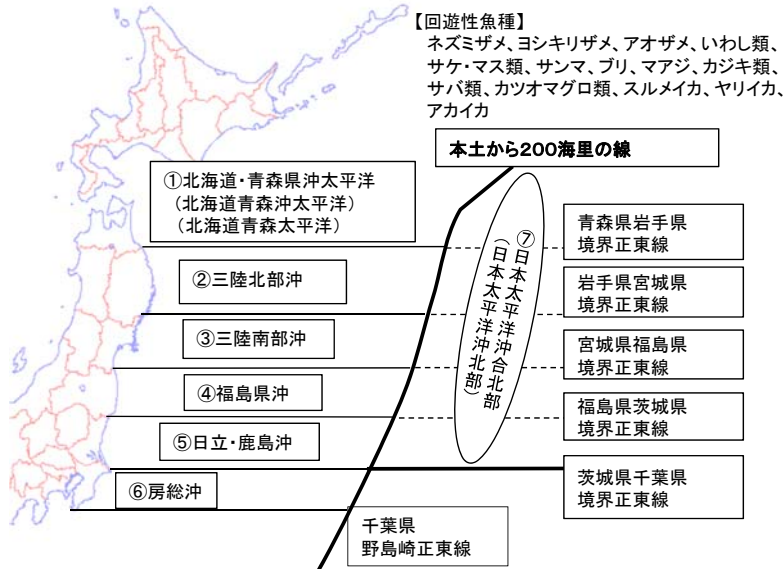 【回遊性魚種】
ネズミザメ、ヨシキリザメ、アオザメ、いわし類、
サケ・マス類、サンマ、ブリ、マアジ、カジキ類、
サバ類、カツオマグロ類、スルメイカ、ヤリイカ、
アカイカ
本土から200海里の線
①北海道・青森県沖太平洋
(北海道青森沖太平洋)
(北海道青森太平洋)
②三陸北部沖
③三陸南部沖
④福島県沖
⑤日立・鹿島沖
⑥房総沖
⑦日本太平洋沖合北部
(日本太平洋沖北部)
青森県岩手県
境界正東線
岩手県宮城県
境界正東線
宮城県福島県
境界正東線
福島県茨城県
境界正東線
茨城県千葉県
境界正東線
千葉県
野島崎正東線